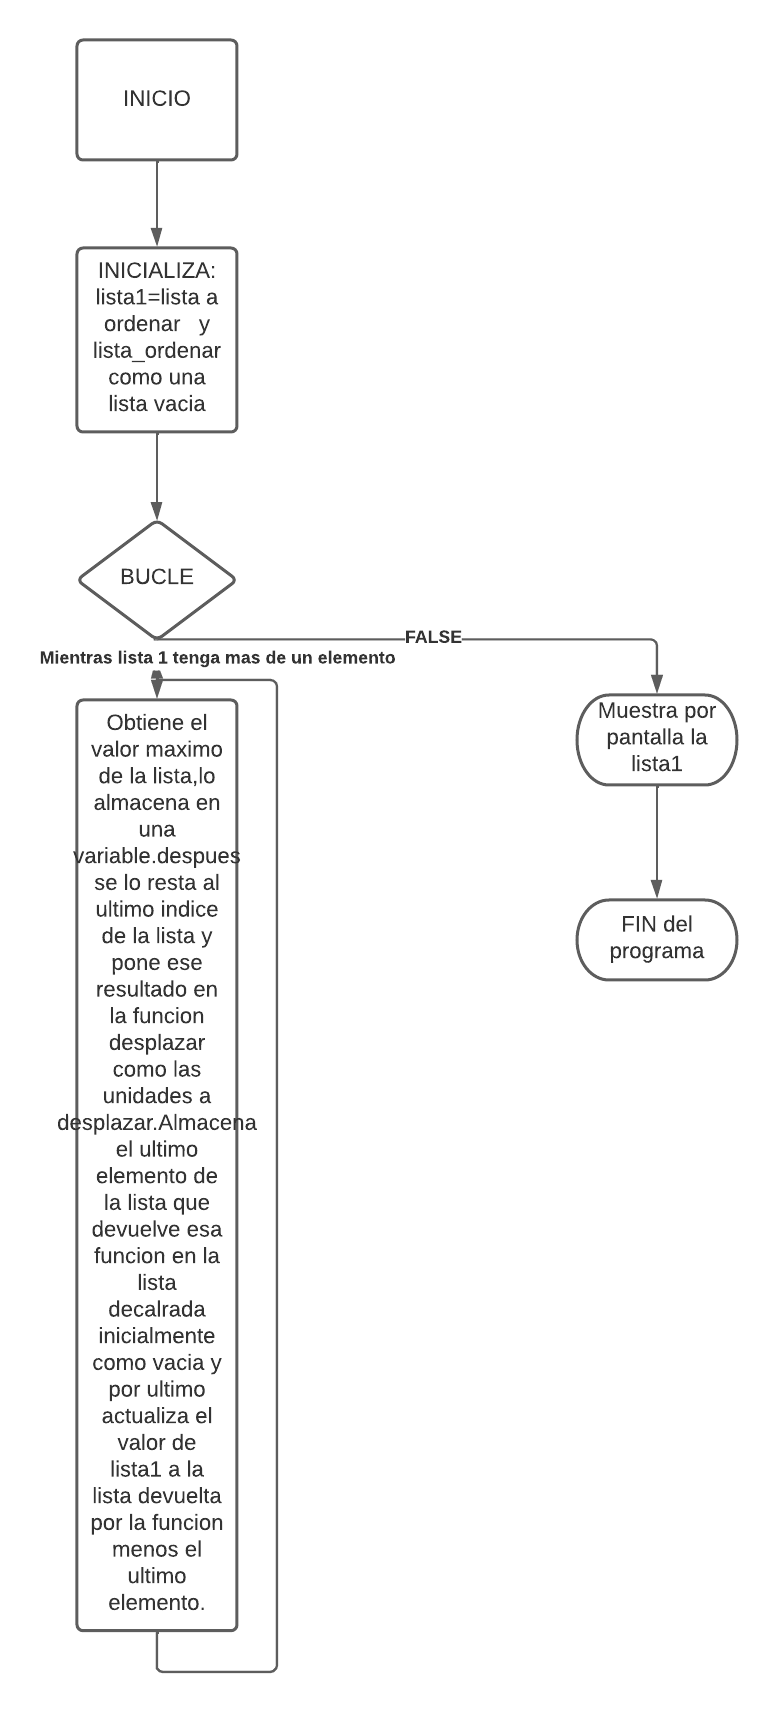 INICIO
INICIALIZA:
lista1=lista a
ordenar y
lista_ordenar
como una
lista vacia
BUCLE
FALSE
Mientras lista 1 tenga mas de un elemento
Obtiene el
valor maximo
de la lista,lo
almacena en
una
variable.despues
se lo resta al
ultimo indice
de la lista y
pone ese
resultado en
la funcion
desplazar
como las
unidades a
desplazar.Almacena
el ultimo
elemento de
la lista que
devuelve esa
funcion en la
lista
decalrada
inicialmente
como vacia y
por ultimo
actualiza el
valor de
lista1 a la
lista devuelta
por la funcion
menos el
ultimo
elemento.
Muestra por
pantalla la
lista1
FIN del
programa